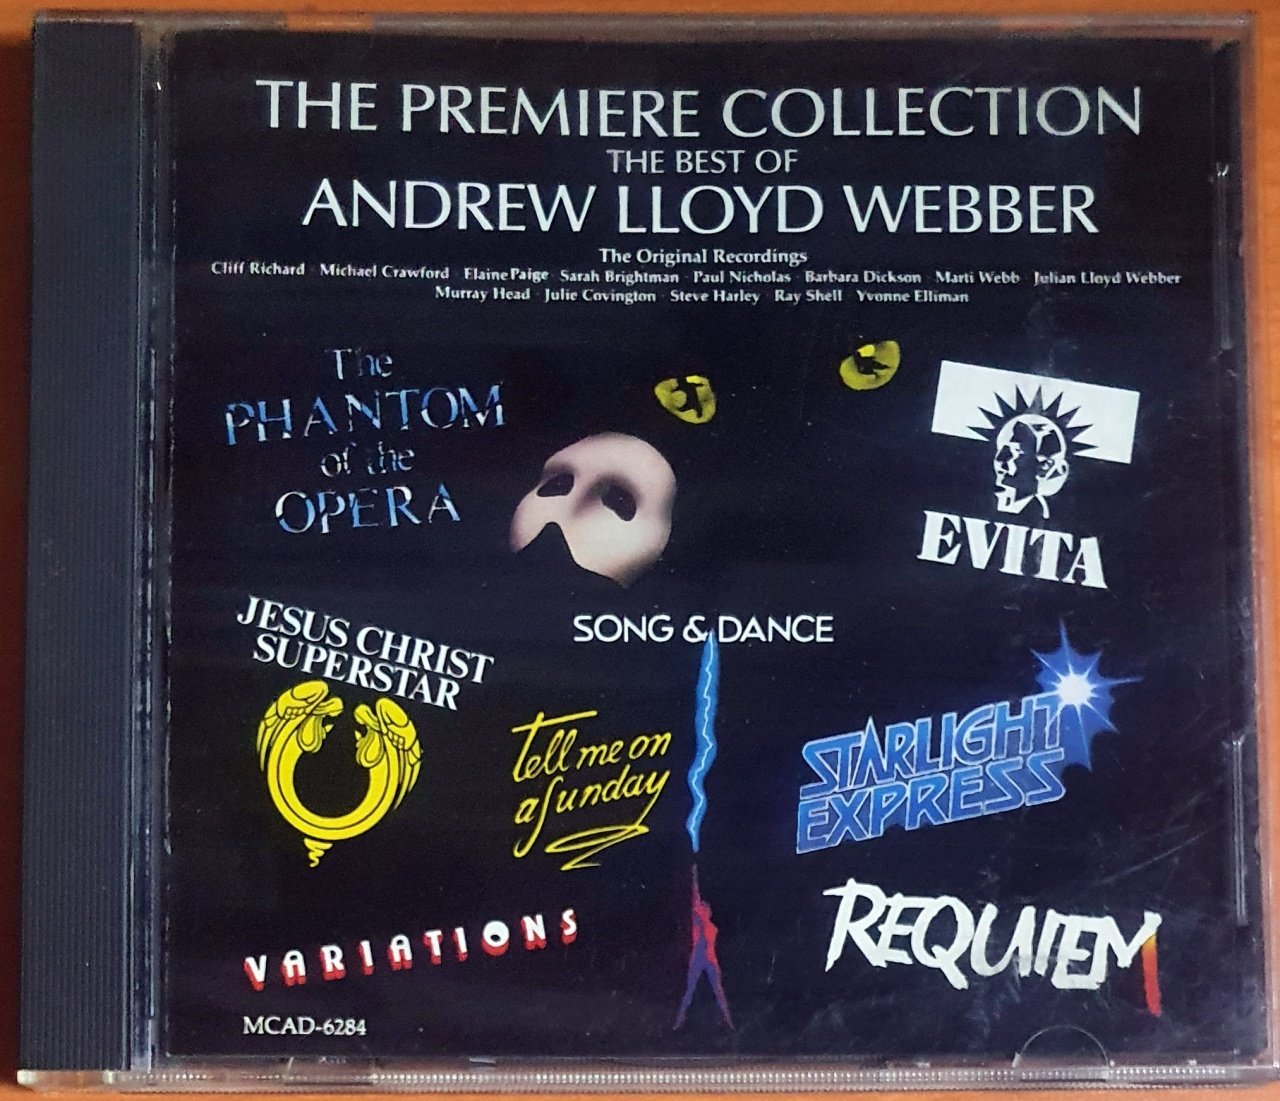 THE PREMIERE COLLECTION
THE BEST OF
ANDREW LLOYD WEBBER
The Original Recordings
Cliff Richard · Michael Crawford · Elaine Paige · Sarah Brightman · Paul Nicholas · Barbara Dickson · Marti Webb · Julian Lloyd Webber
Murray Head · Julie Covington · Steve Harley · Ray Shell · Yvonne Elliman
The
PHANTOM
of the
OPERA
EVITA
JESUS CHRIST
SUPERSTAR
SONG & DANCE
tell me on
a sunday
STARLIGHT
EXPRESS
VARIATIONS
REQUIEM
MCAD-6284